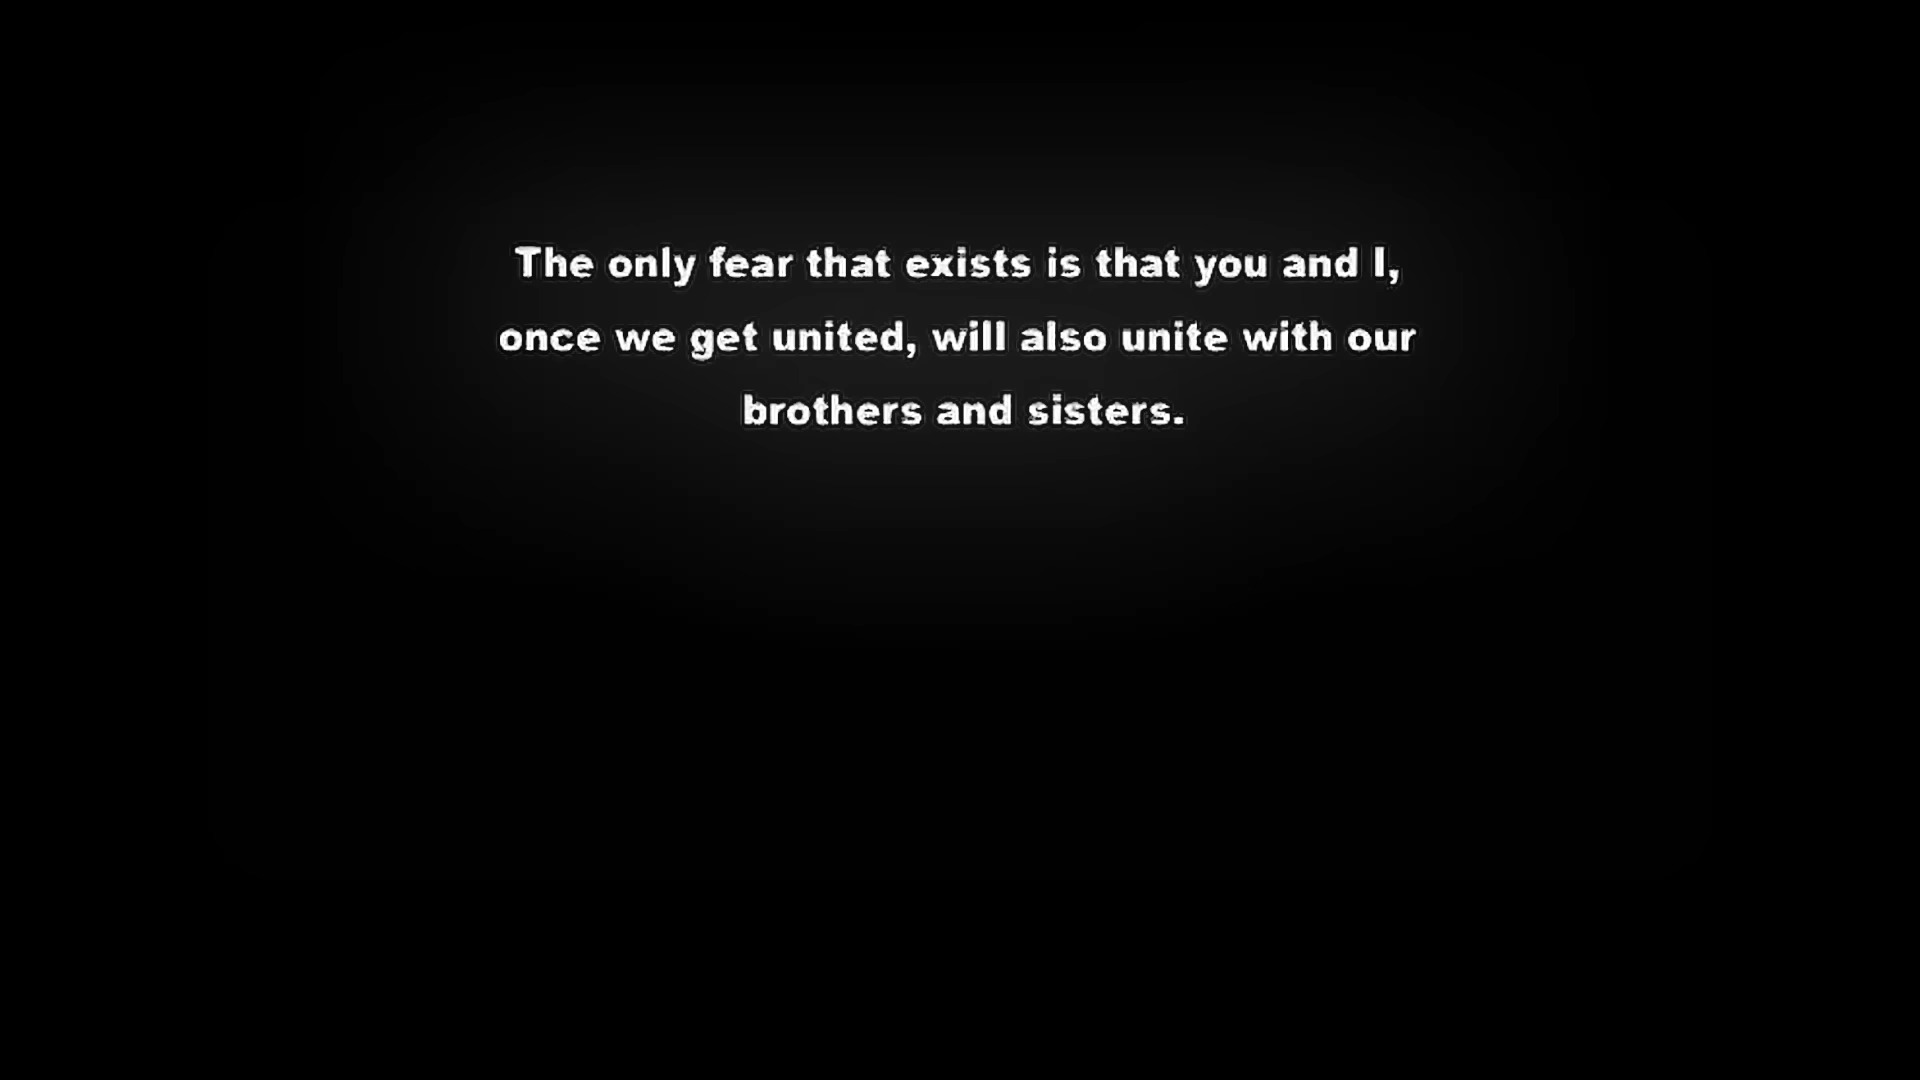 The only fear that exists is that you and I,
once we get united, will also unite with our
brothers and sisters.